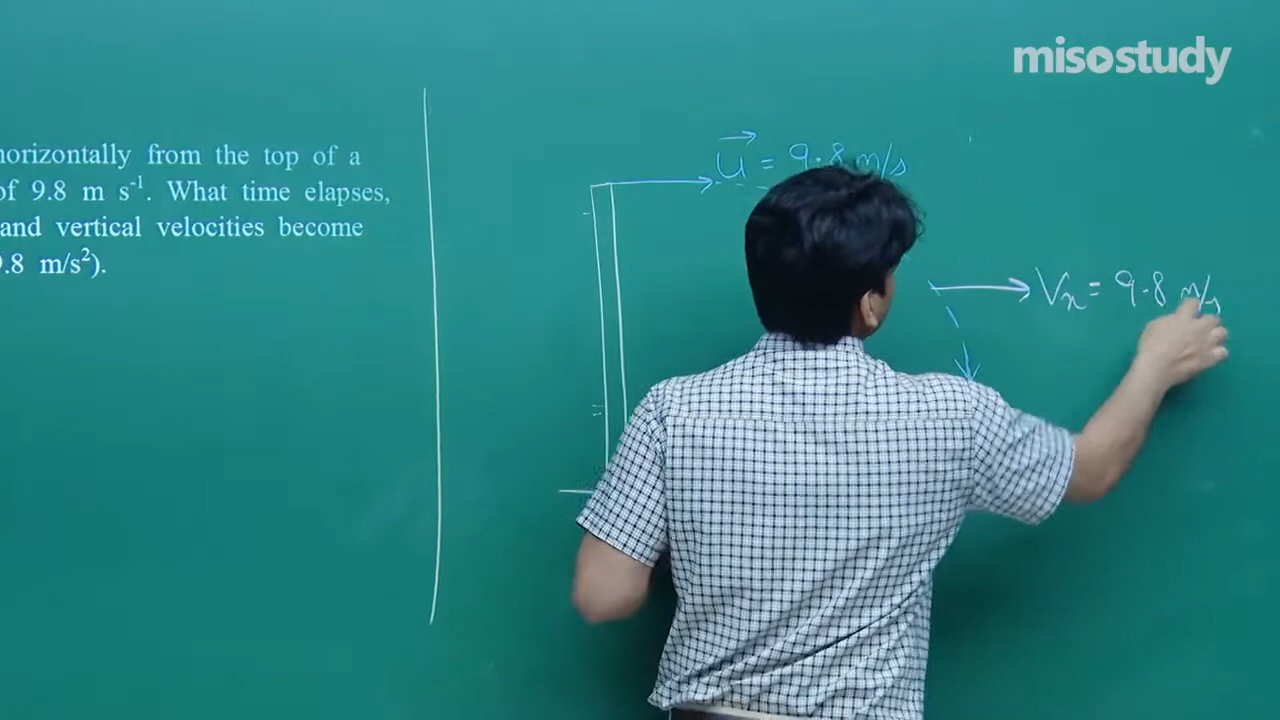 misostudy
horizontally from the top of a
of 9.8 m s⁻¹. What time elapses,
and vertical velocities become
9.8 m/s²).
u = 9.8 m/s
Vx = 9.8 m/s